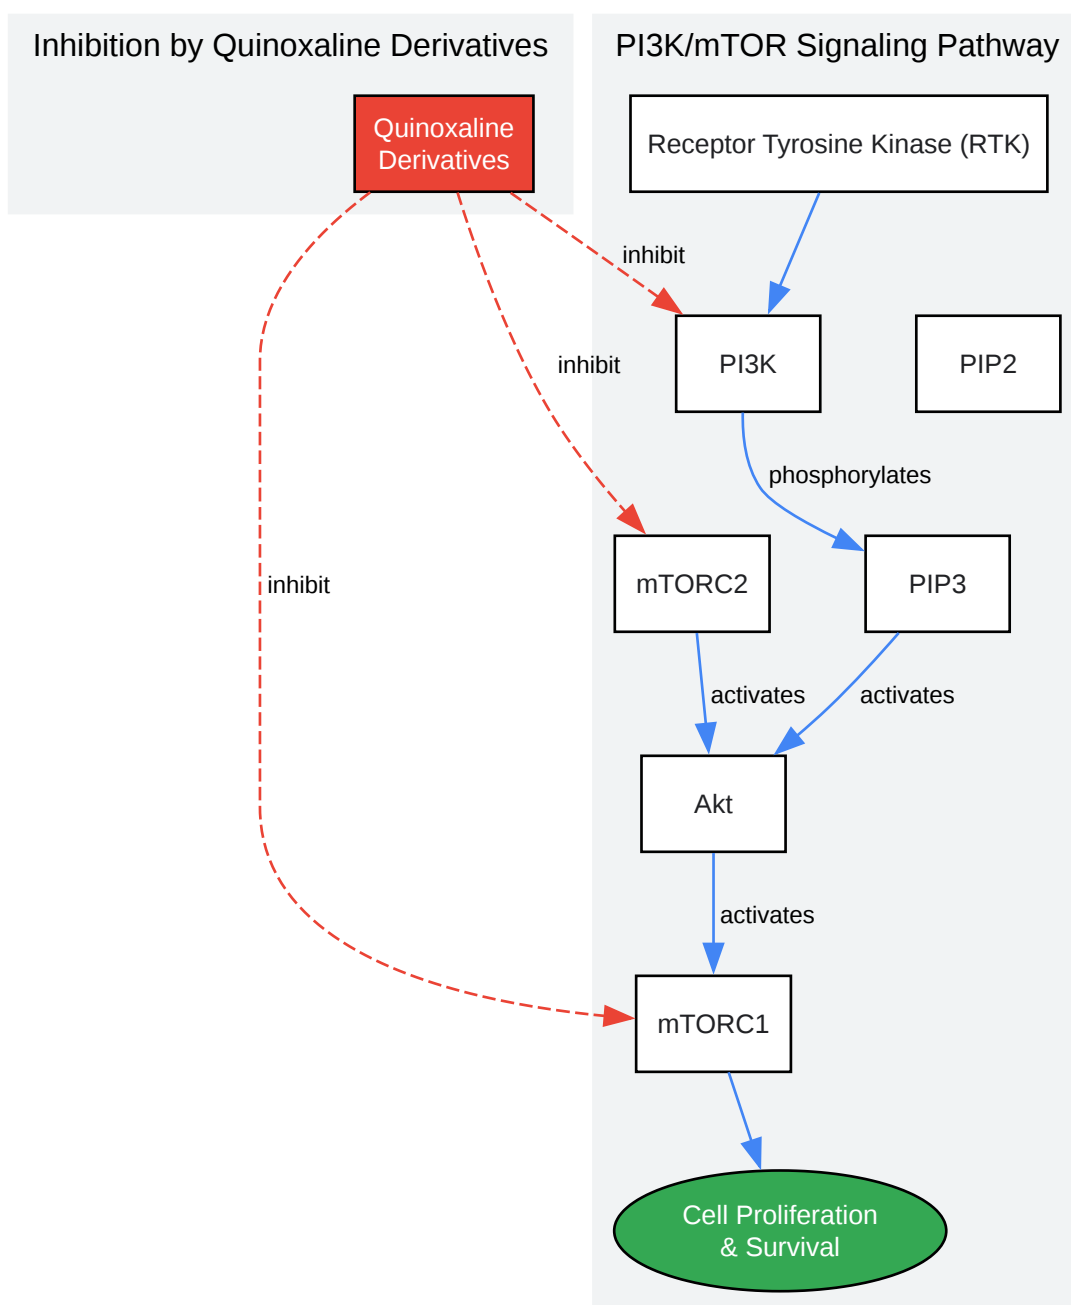 Inhibition by Quinoxaline Derivatives
PI3K/mTOR Signaling Pathway
Quinoxaline
Derivatives
Receptor Tyrosine Kinase (RTK)
inhibit
PI3K
PIP2
inhibit
phosphorylates
mTORC2
PIP3
inhibit
activates
activates
Akt
activates
mTORC1
Cell Proliferation
& Survival